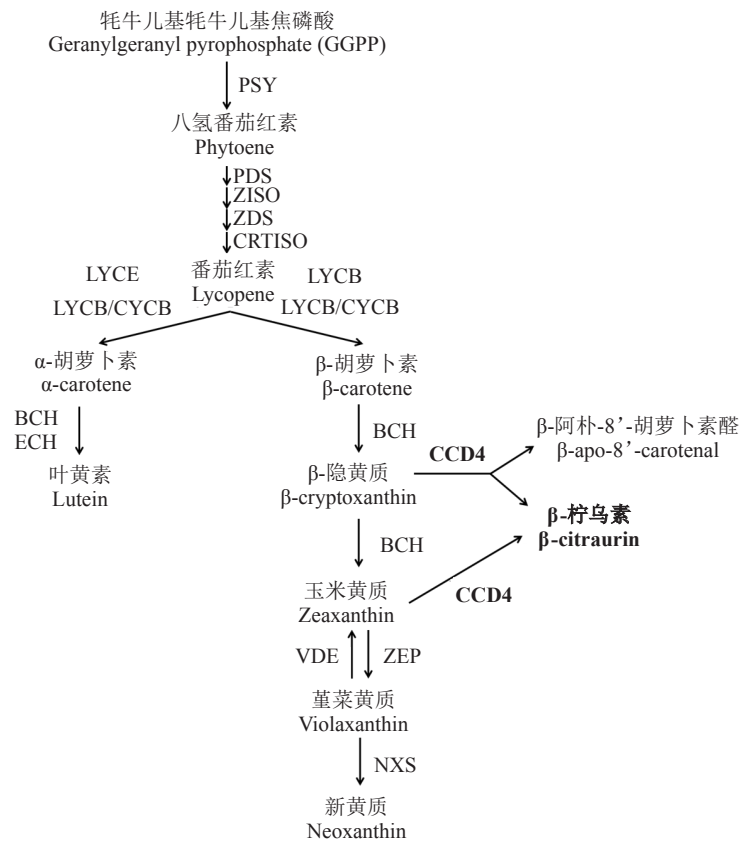 牻牛儿基牻牛儿基焦磷酸
Geranylgeranyl pyrophosphate (GGPP)
PSY
八氢番茄红素
Phytoene
PDS
ZISO
ZDS
CRTISO
番茄红素
Lycopene
LYCE
LYCB/CYCB
LYCB
LYCB/CYCB
α-胡萝卜素
α-carotene
β-胡萝卜素
β-carotene
BCH
ECH
BCH
叶黄素
Lutein
β-隐黄质
β-cryptoxanthin
CCD4
β-阿朴-8’-胡萝卜素醛
β-apo-8’-carotenal
β-柠乌素
β-citraurin
BCH
玉米黄质
Zeaxanthin
CCD4
VDE
ZEP
堇菜黄质
Violaxanthin
NXS
新黄质
Neoxanthin